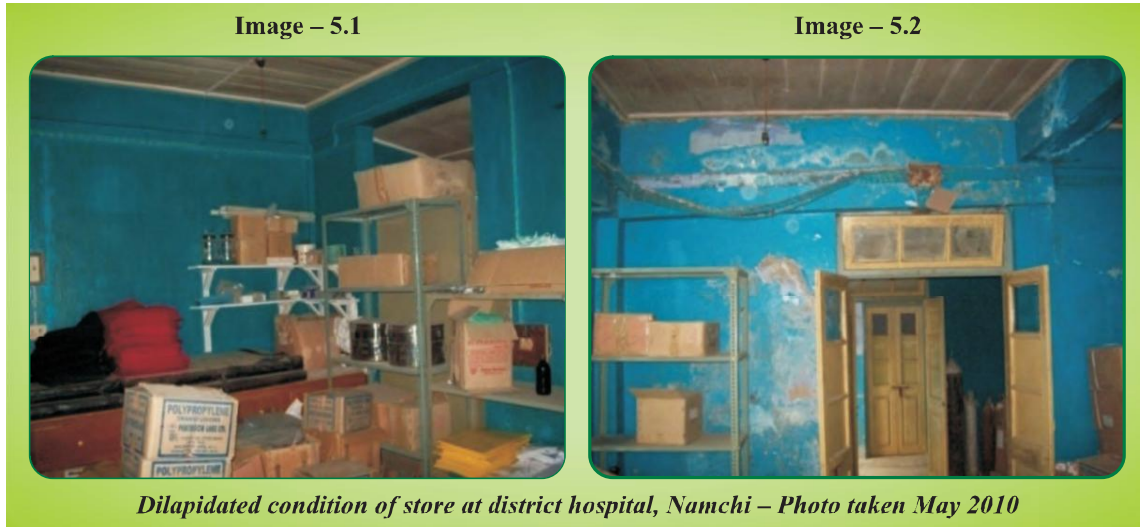 Image – 5.1
Image – 5.2
POLYPROPYLENE
POLYPROPYLENE
Dilapidated condition of store at district hospital, Namchi – Photo taken May 2010